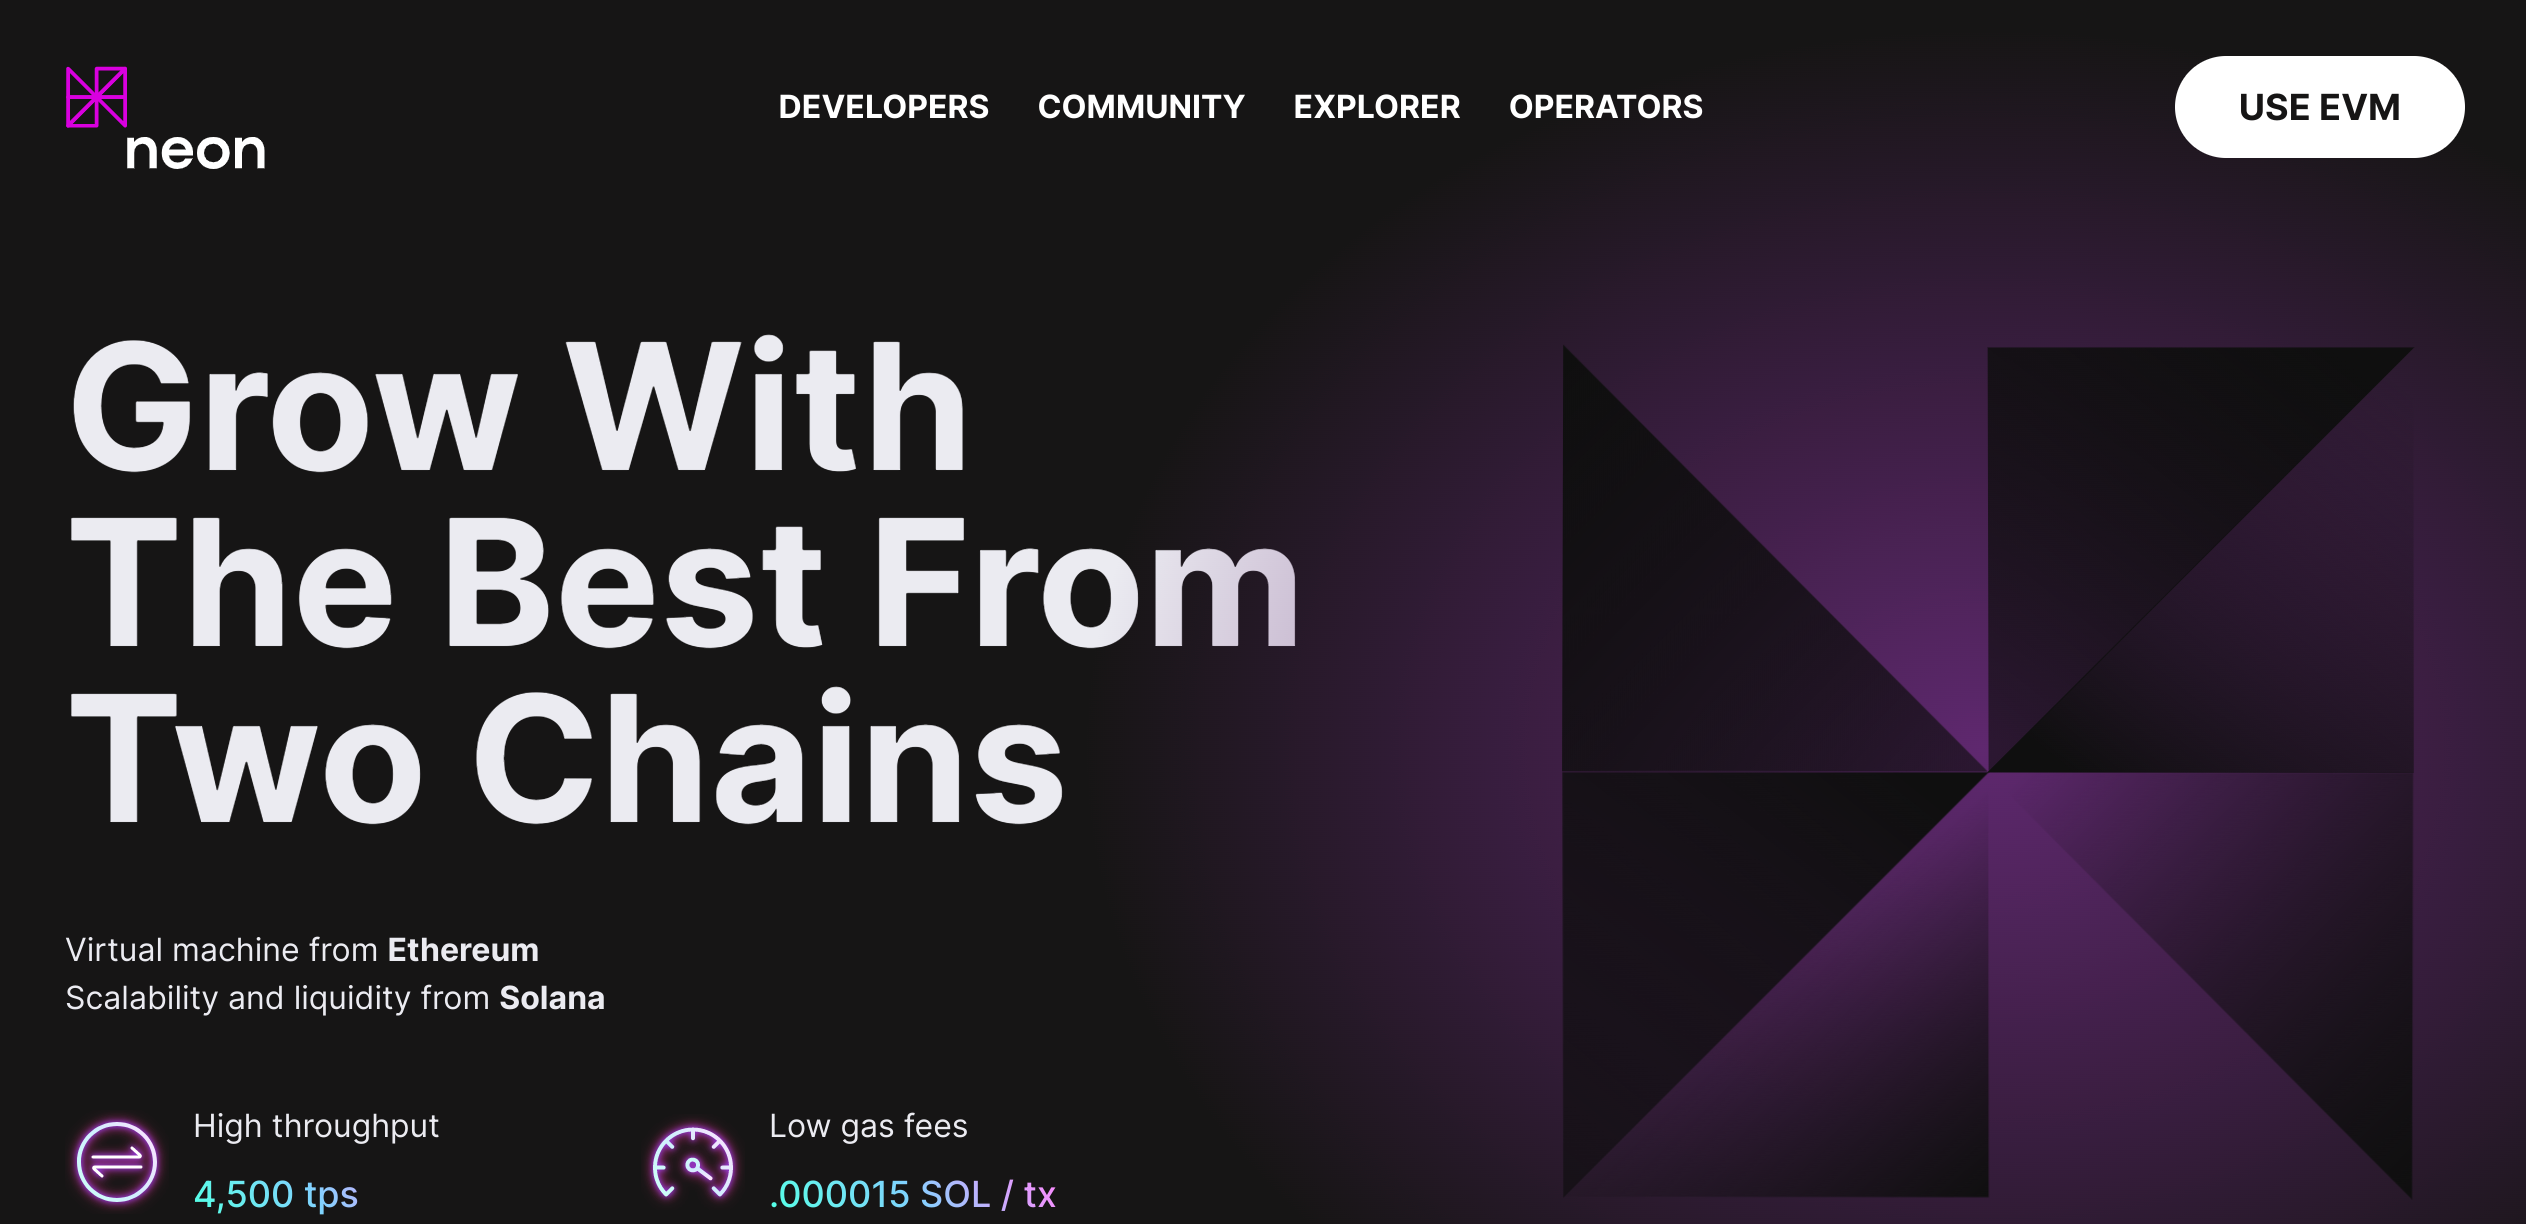 neon
DEVELOPERS COMMUNITY EXPLORER OPERATORS
USE EVM
Grow With
The Best From
Two Chains
Virtual machine from Ethereum
Scalability and liquidity from Solana
High throughput
4,500 tps
Low gas fees
.000015 SOL / tx